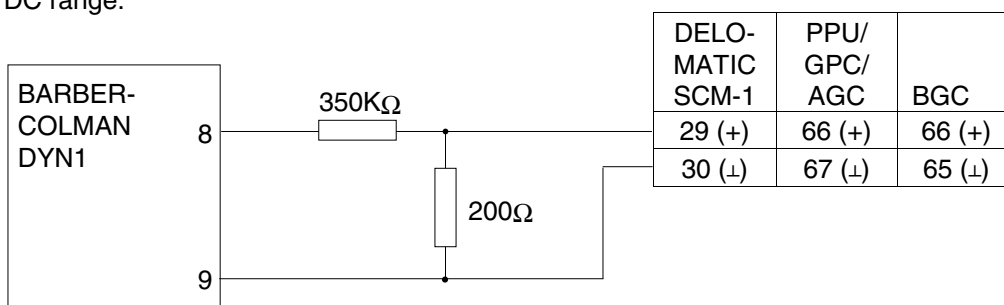 DC range.
BARBER-
COLMAN
DYN1
8
9
350KΩ
200Ω
DELO-
MATIC
SCM-1
PPU/
GPC/
AGC
BGC
29 (+) 66 (+) 66 (+)
30 (⊥) 67 (⊥) 65 (⊥)